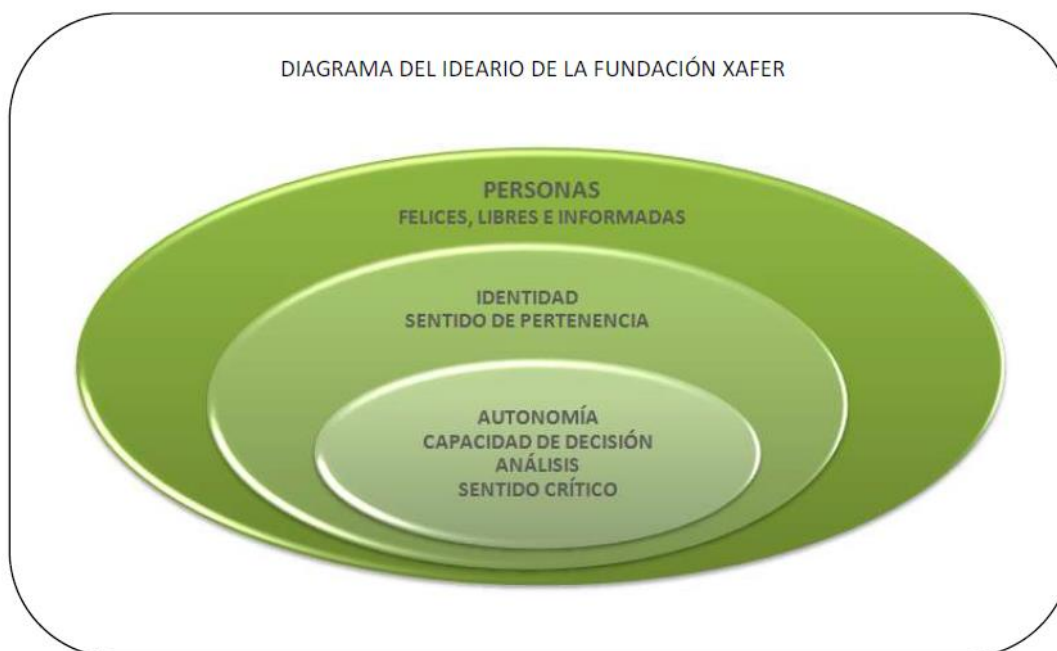 DIAGRAMA DEL IDEARIO DE LA FUNDACIÓN XAFER
PERSONAS
FELICES, LIBRES E INFORMADAS
IDENTIDAD
SENTIDO DE PERTENENCIA
AUTONOMÍA
CAPACIDAD DE DECISIÓN
ANÁLISIS
SENTIDO CRÍTICO